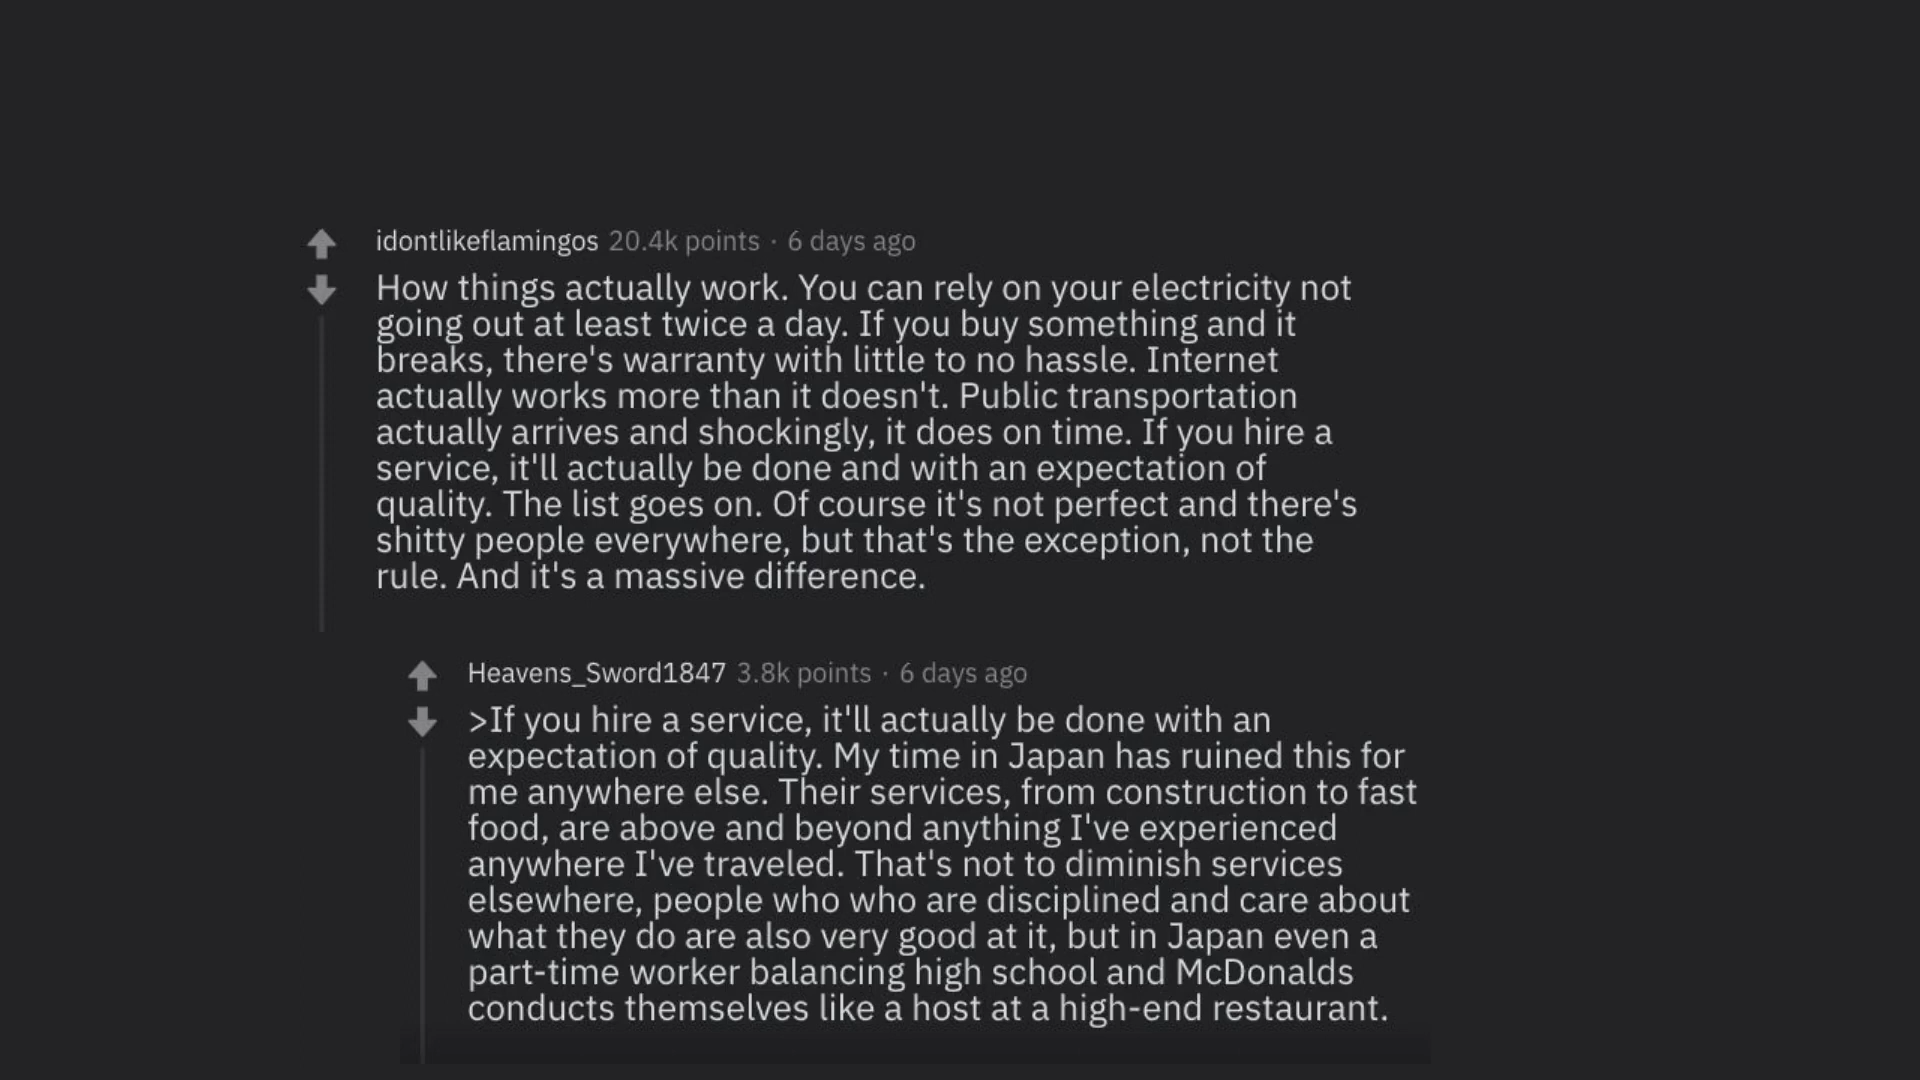 idontlikeflamingos 20.4k points · 6 days ago
How things actually work. You can rely on your electricity not
going out at least twice a day. If you buy something and it
breaks, there's warranty with little to no hassle. Internet
actually works more than it doesn't. Public transportation
actually arrives and shockingly, it does on time. If you hire a
service, it'll actually be done and with an expectation of
quality. The list goes on. Of course it's not perfect and there's
shitty people everywhere, but that's the exception, not the
rule. And it's a massive difference.
Heavens_Sword1847 3.8k points · 6 days ago
>If you hire a service, it'll actually be done with an
expectation of quality. My time in Japan has ruined this for
me anywhere else. Their services, from construction to fast
food, are above and beyond anything I've experienced
anywhere I've traveled. That's not to diminish services
elsewhere, people who who are disciplined and care about
what they do are also very good at it, but in Japan even a
part-time worker balancing high school and McDonalds
conducts themselves like a host at a high-end restaurant.